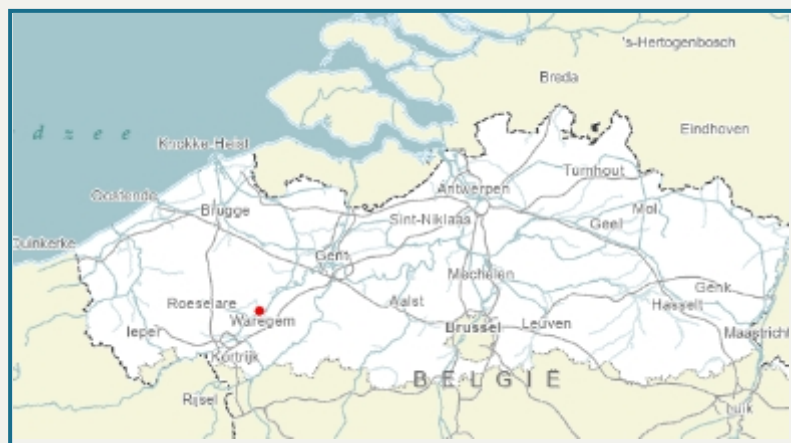 's-Hertogenbosch
Breda
dzee
Eindhoven
Knokke-Heist
Turnhout
Antwerpen
Oostende
Mol
Brugge
Sint-Niklaas
Geel
Duinkerke
Gent
Mechelen
Genk
Roeselare
Aalst
Hasselt
Waregem
Brussel
Leuven
Ieper
Maastricht
Kortrijk
BELGIË
Rijsel
Luik